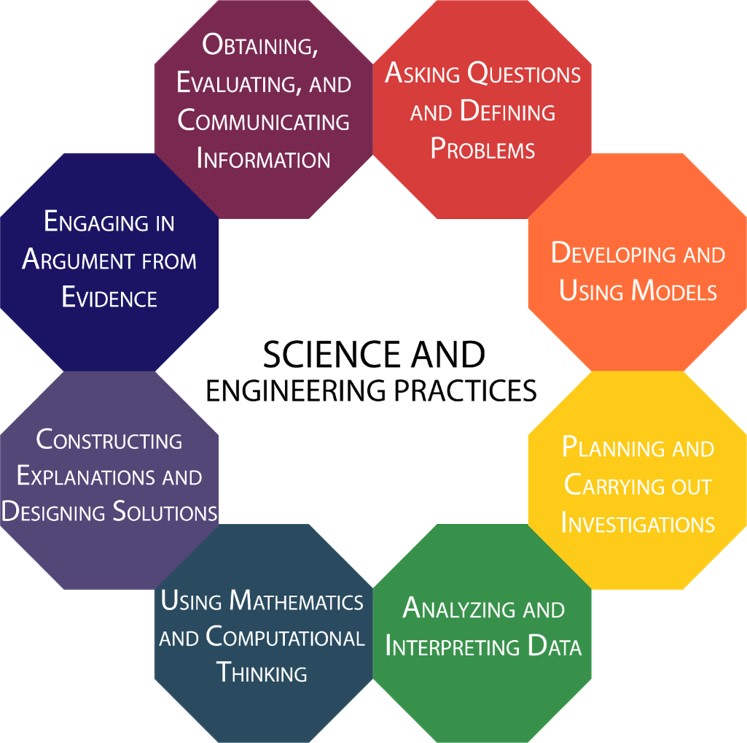 Obtaining,
Evaluating, and
Communicating
Information
Asking Questions
and Defining
Problems
Developing and
Using Models
Planning and
Carrying out
Investigations
Analyzing and
Interpreting Data
Using Mathematics
and Computational
Thinking
Constructing
Explanations and
Designing Solutions
Engaging in
Argument from
Evidence
SCIENCE AND
ENGINEERING PRACTICES